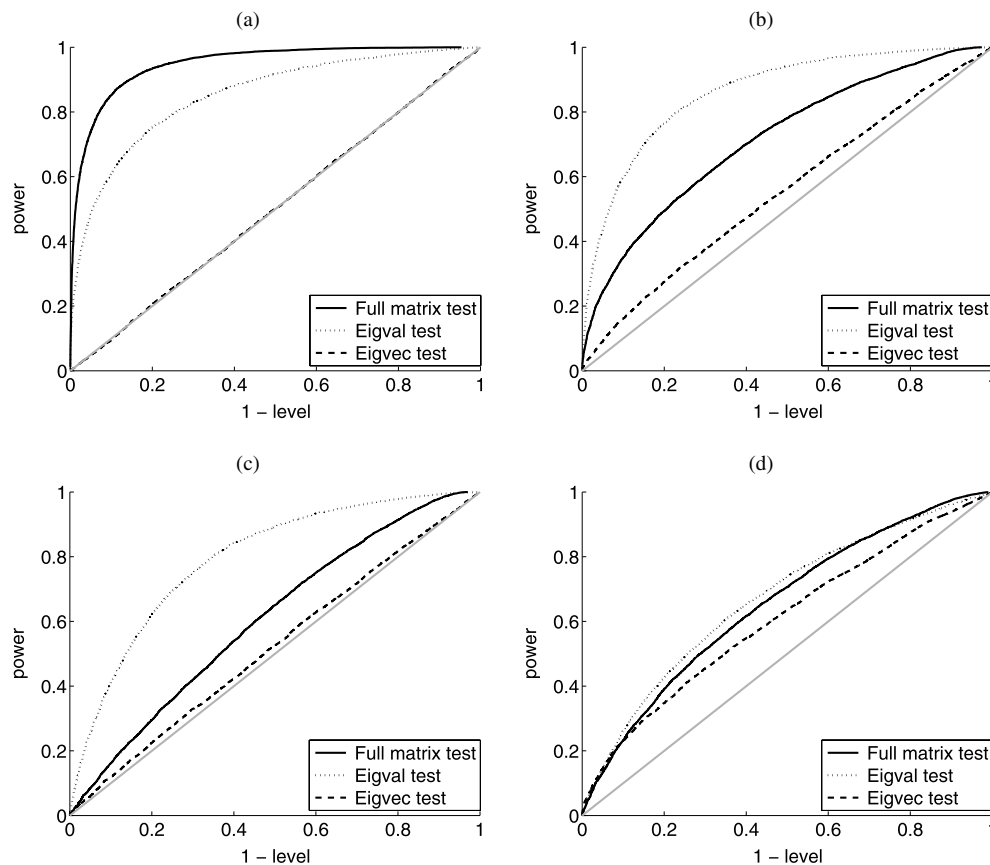 (a)
power
1
0.8
0.6
0.4
0.2
0
0 0.2 0.4 0.6 0.8 1
1 − level
Full matrix test
Eigval test
Eigvec test
(b)
power
1
0.8
0.6
0.4
0.2
0
0 0.2 0.4 0.6 0.8
1 − level
Full matrix test
Eigval test
Eigvec test
(c)
power
1
0.8
0.6
0.4
0.2
0
0 0.2 0.4 0.6 0.8 1
1 − level
Full matrix test
Eigval test
Eigvec test
(d)
power
1
0.8
0.6
0.4
0.2
0
0 0.2 0.4 0.6 0.8
1 − level
Full matrix test
Eigval test
Eigvec test